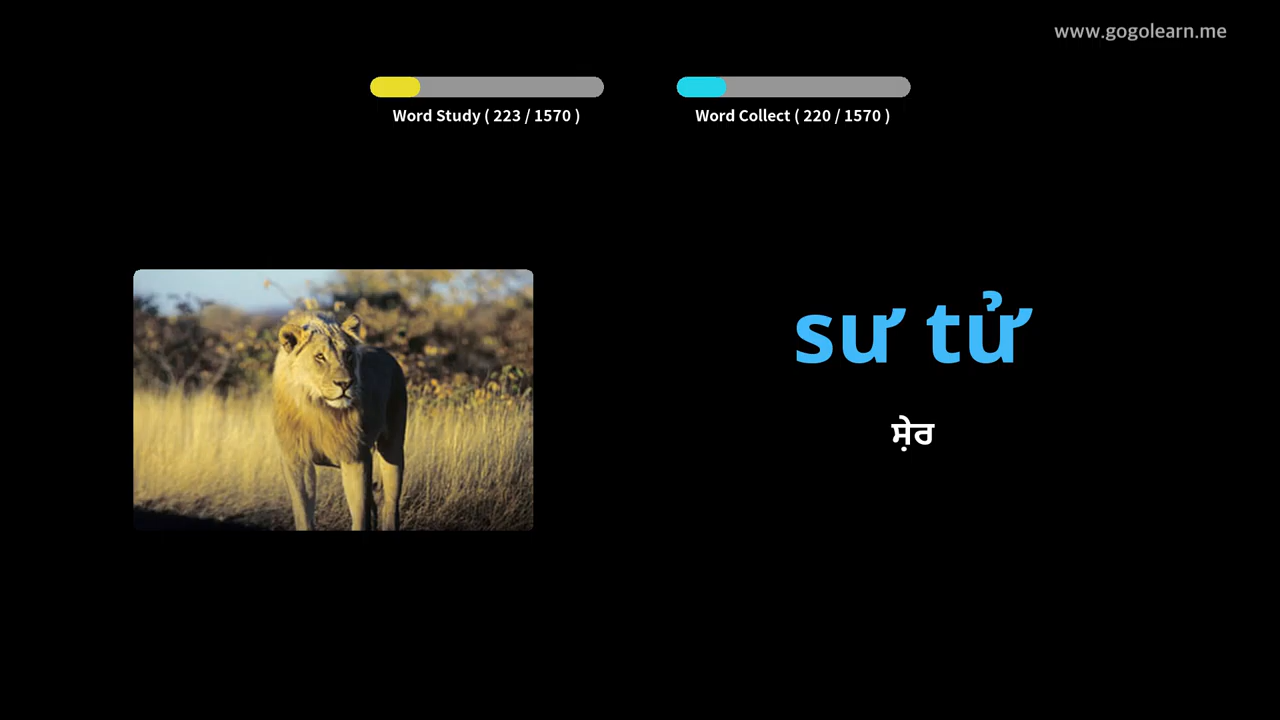 www.gogolearn.me
Word Study ( 223 / 1570 )
Word Collect ( 220 / 1570 )
sư tử
ਸ਼ੇਰ